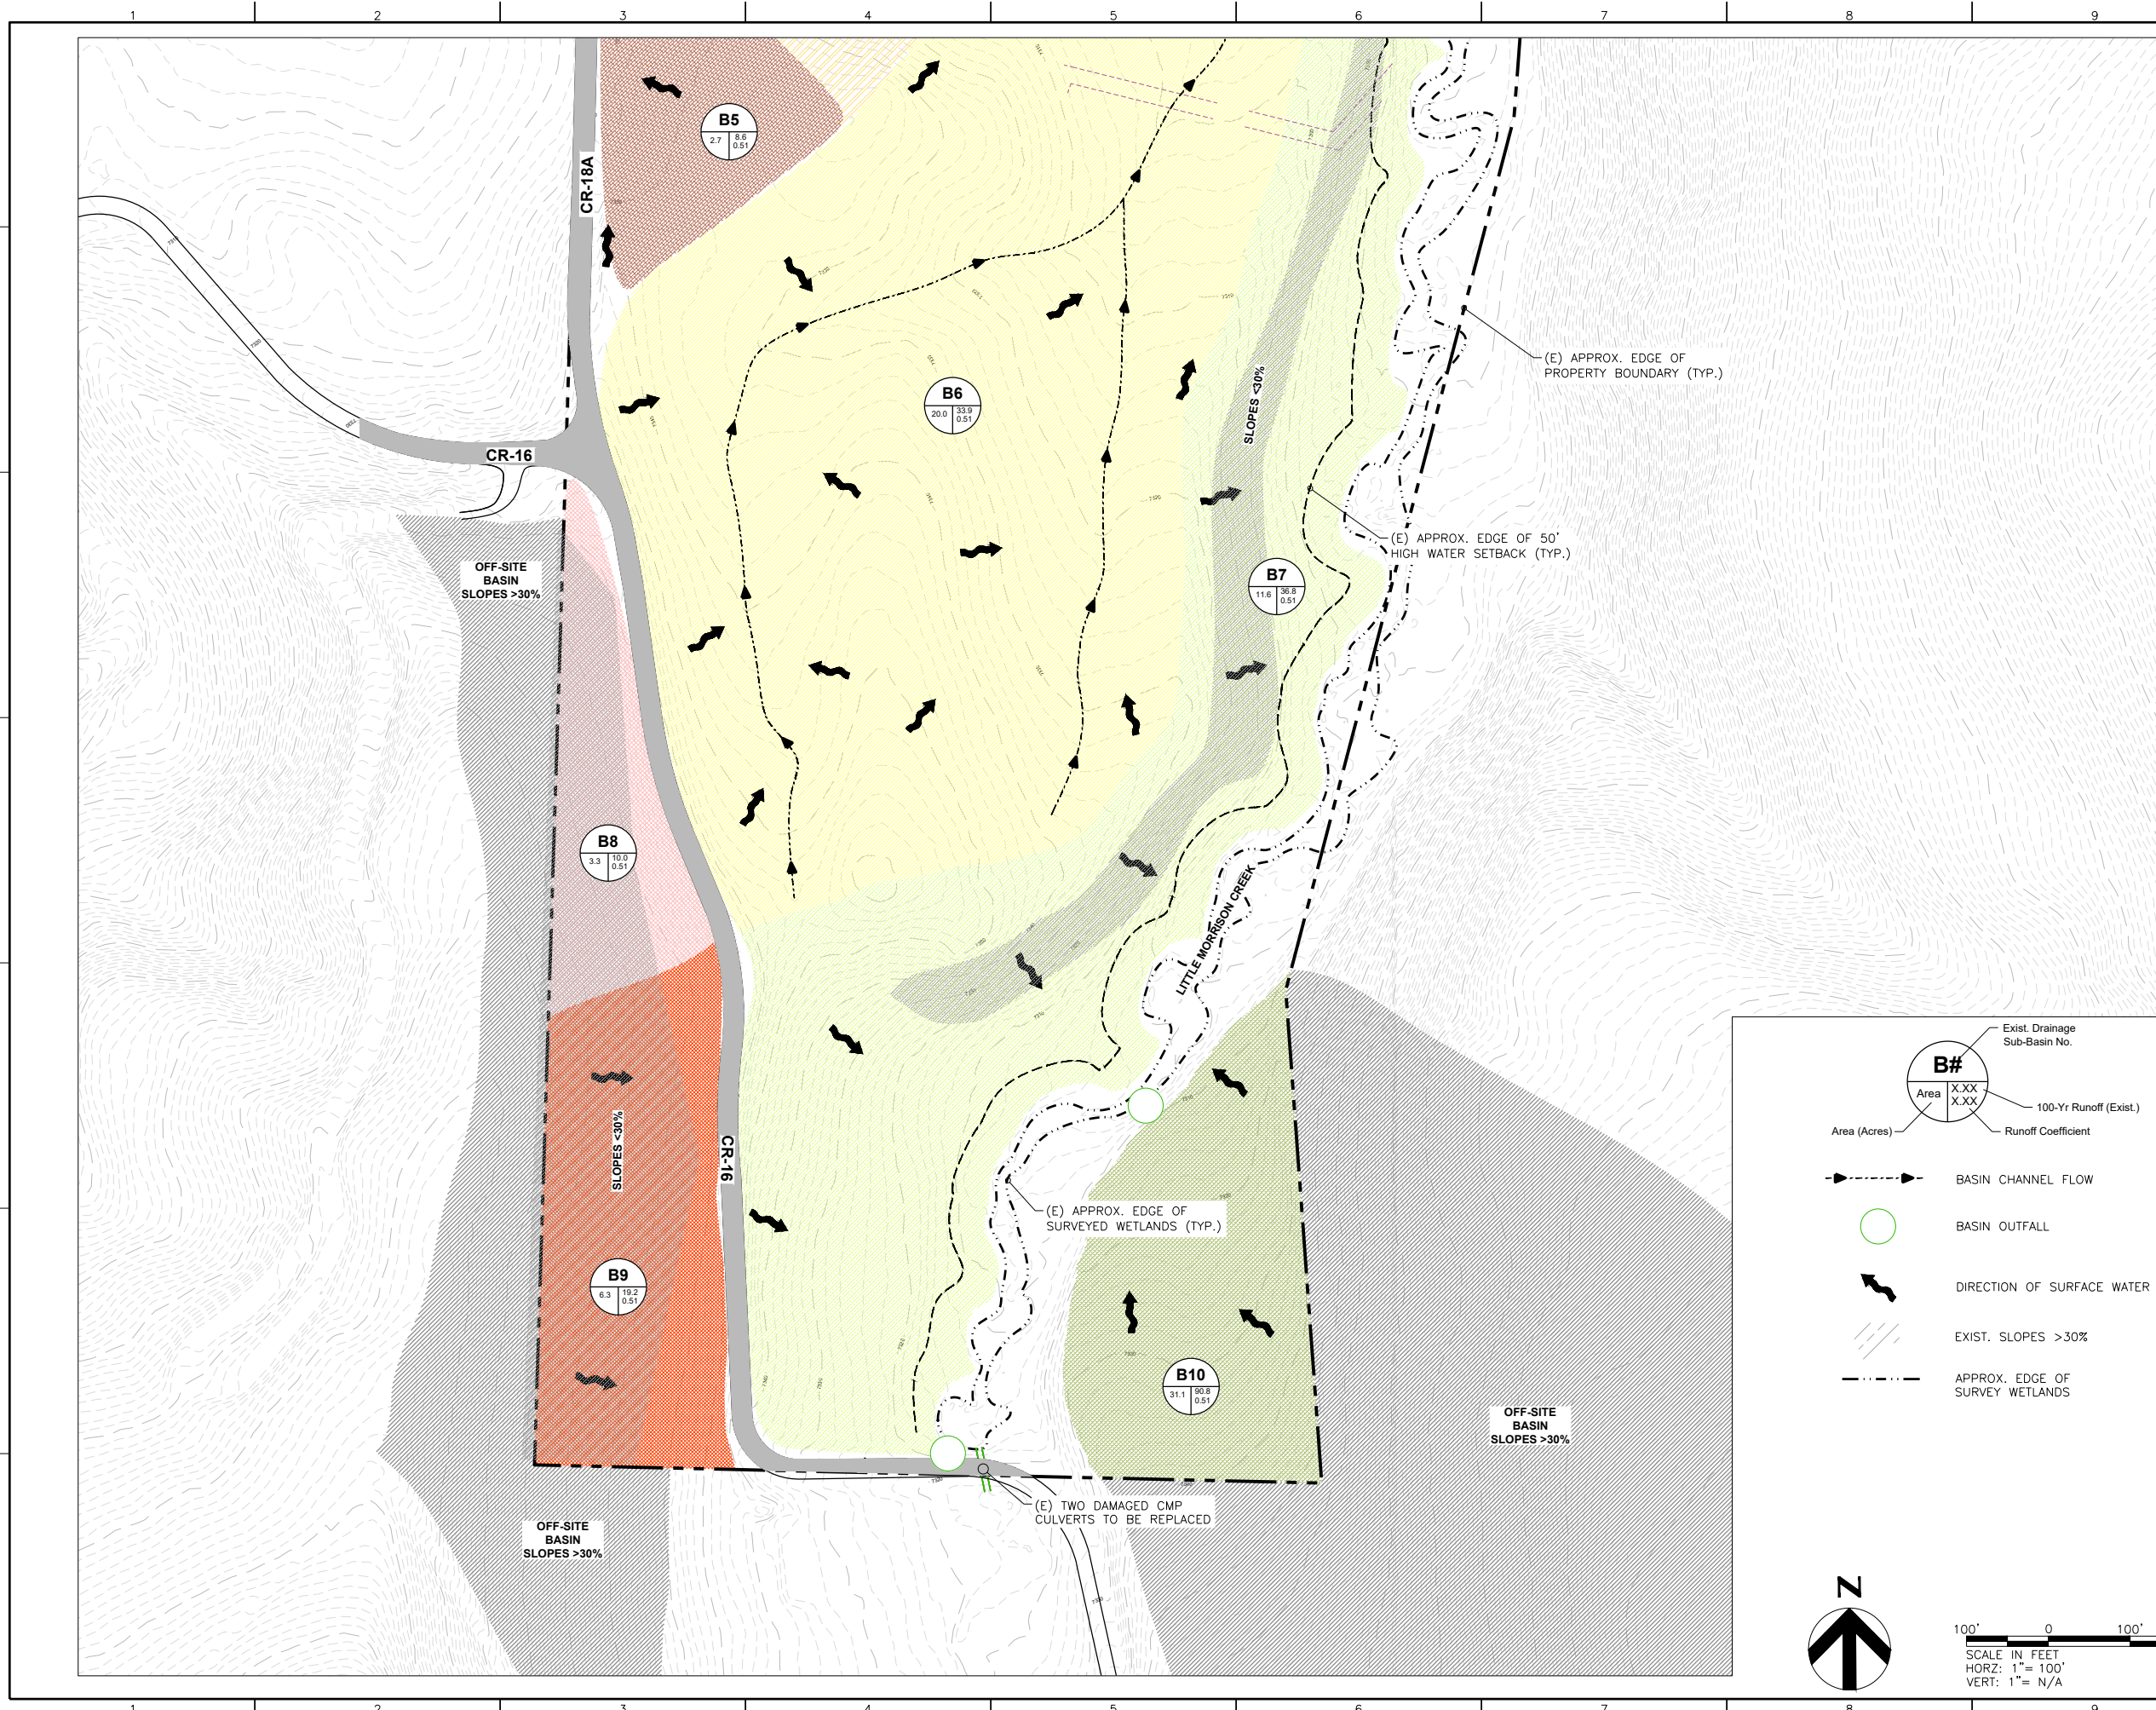 1 2 3 4 5 6 7 8 9
CR-18A
B5
2.7 8.6
0.51
(E) APPROX. EDGE OF
PROPERTY BOUNDARY (TYP.)
SLOPES <30%
B6
20.0 33.9
0.51
CR-16
(E) APPROX. EDGE OF 50'
HIGH WATER SETBACK (TYP.)
OFF-SITE
BASIN
SLOPES >30%
B7
11.6 36.8
0.51
B8
3.3 10.0
0.51
LITTLE MORRISON CREEK
SLOPES <30%
CR-16
(E) APPROX. EDGE OF
SURVEYED WETLANDS (TYP.)
B9
6.3 19.2
0.51
B10
31.1 90.8
0.51
OFF-SITE
BASIN
SLOPES >30%
(E) TWO DAMAGED CMP
CULVERTS TO BE REPLACED
OFF-SITE
BASIN
SLOPES >30%
Exist. Drainage
Sub-Basin No.
B#
Area X.XX
X.XX
100-Yr Runoff (Exist.)
Area (Acres)
Runoff Coefficient
BASIN CHANNEL FLOW
BASIN OUTFALL
DIRECTION OF SURFACE WATER
EXIST. SLOPES >30%
APPROX. EDGE OF
SURVEY WETLANDS
N
100' 0 100'
SCALE IN FEET
HORZ: 1"= 100'
VERT: 1"= N/A
1 2 3 4 5 6 7 8 9